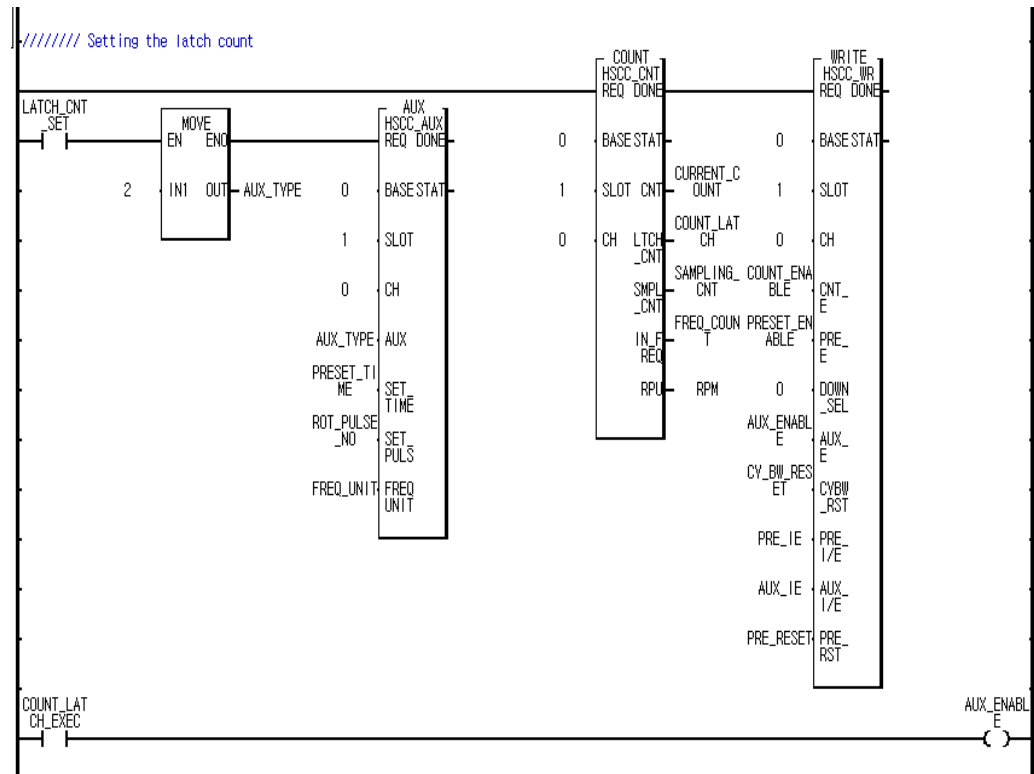 //////// Setting the latch count
COUNT
HSCC_CNT
REQ DONE
WRITE
HSCC_WR
REQ DONE
LATCH_CNT
_SET
MOVE
EN ENO
AUX
HSCC_AUX
REQ DONE
0 BASE STAT
0 BASE STAT
2 IN1 OUT AUX_TYPE
0 BASE STAT
1 SLOT CNT
CURRENT_C
OUNT
1 SLOT
1 SLOT
0 CH LTCH
_CNT
COUNT_LAT
CH
0 CH
0 CH
SMPL
_CNT
SAMPLING_
CNT
COUNT_ENA
BLE
CNT_
E
AUX_TYPE AUX
IN_F
REQ
FREQ_COUN
T
PRESET_EN
ABLE
PRE_
E
PRESET_TI
ME
SET_
TIME
RPU RPM
0 DOWN
_SEL
ROT_PULSE
_NO
SET_
PULS
AUX_ENABL
E
AUX_
E
FREQ_UNIT FREQ
UNIT
CY_BW_RES
ET
CYBW
_RST
PRE_IE PRE_
I/E
AUX_IE AUX_
I/E
PRE_RESET PRE_
RST
COUNT_LAT
CH_EXEC
AUX_ENABL
E